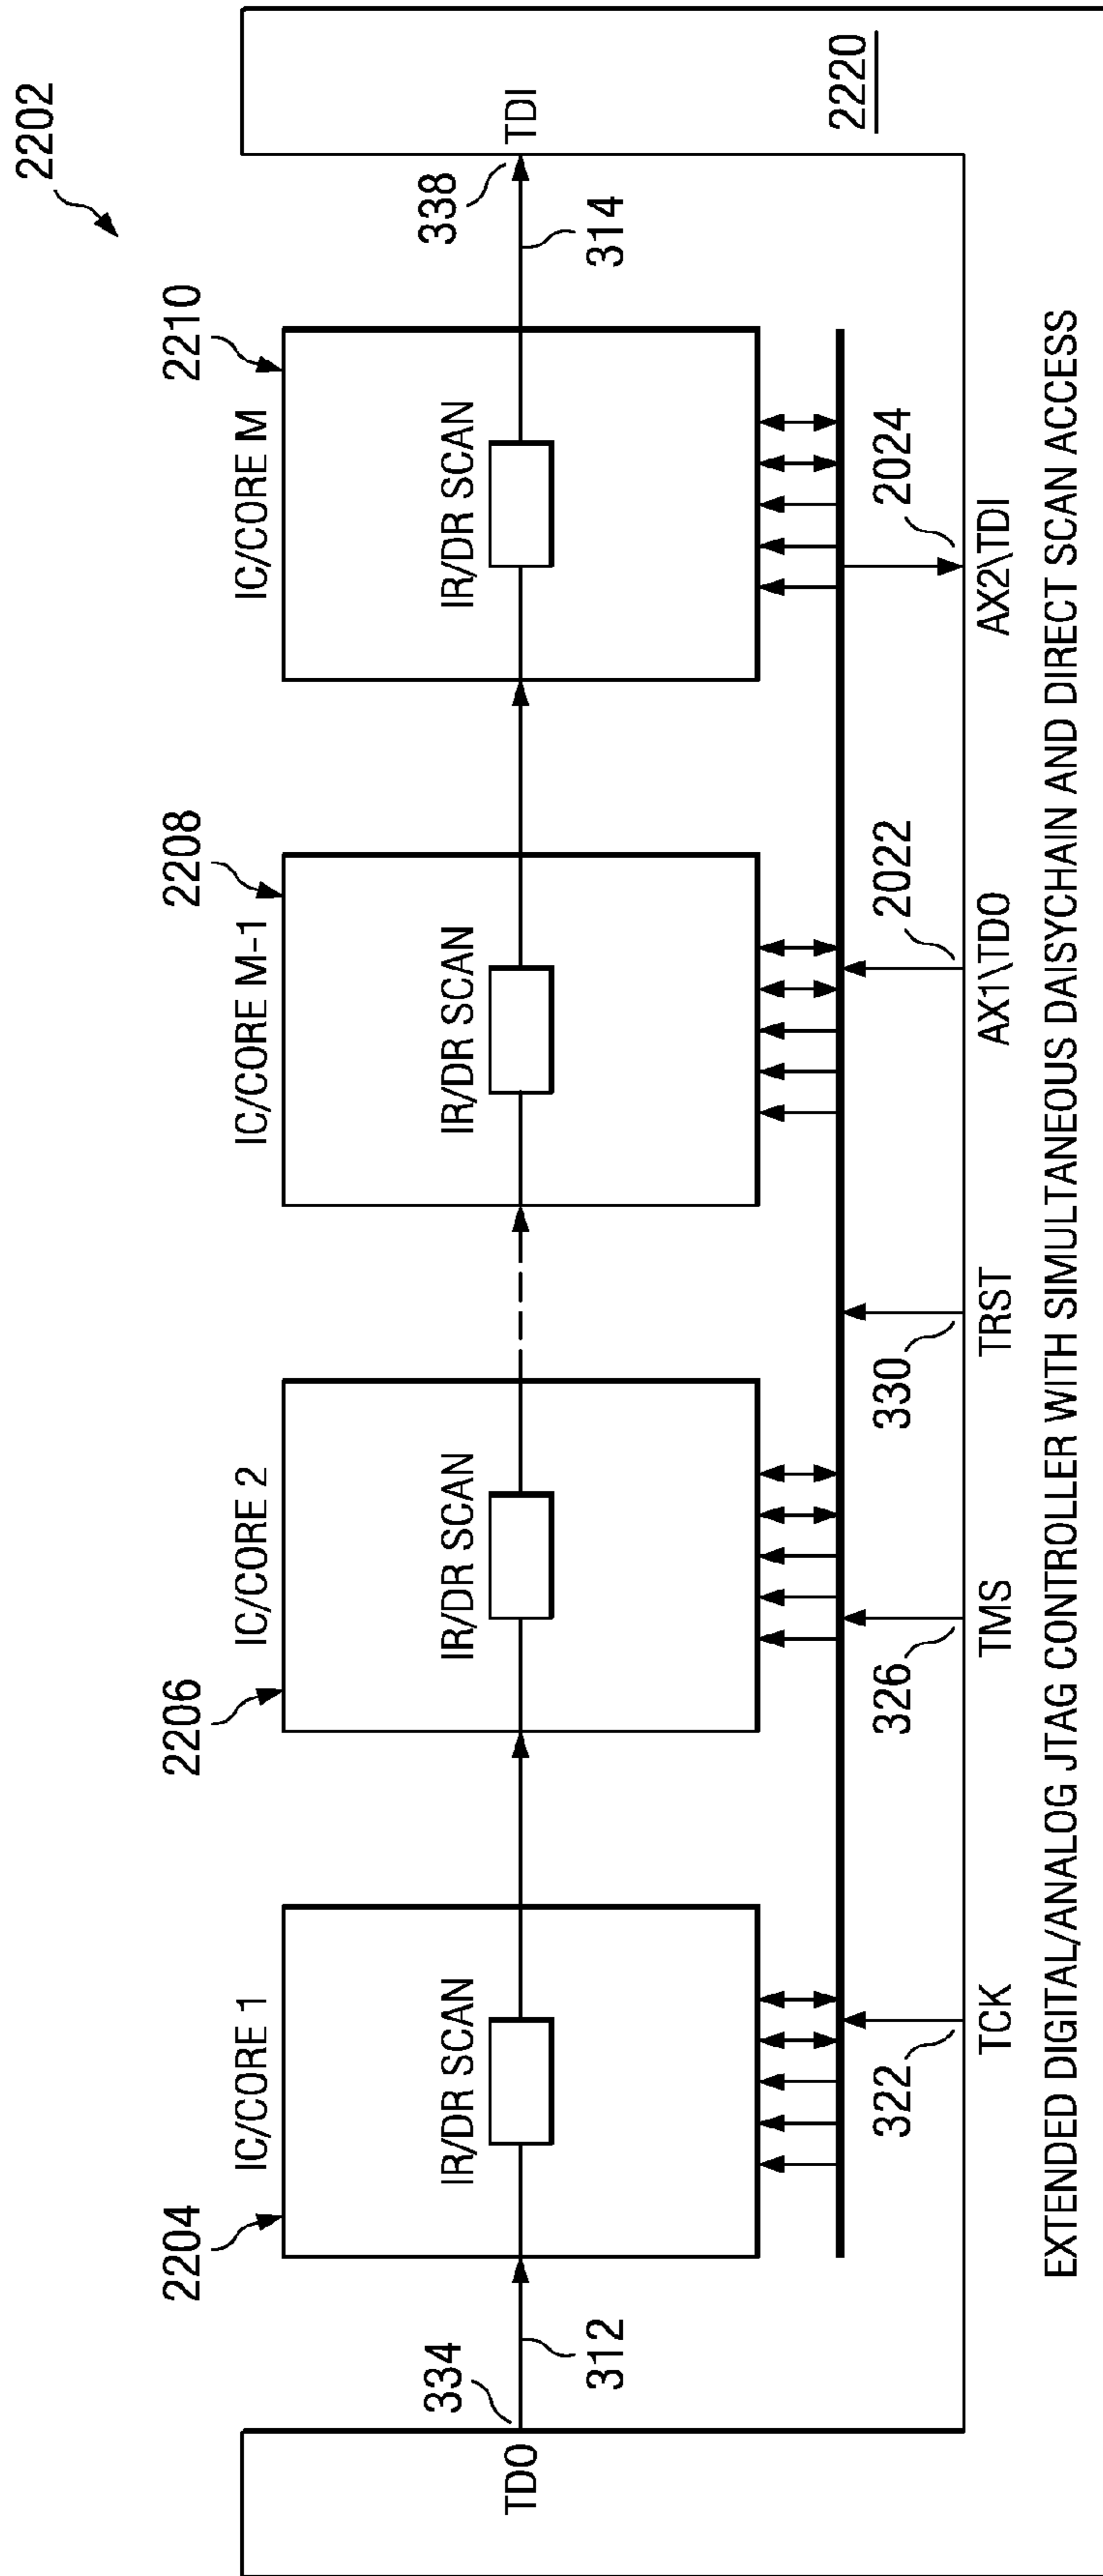 2202
2204
IC/CORE 1
2206
IC/CORE 2
IC/CORE M-1
2208
IC/CORE M
2210
IR/DR SCAN
IR/DR SCAN
IR/DR SCAN
IR/DR SCAN
TDO
334
312
338
314
TDI
322
326
330
2022
2024
2220
TCK
TMS
TRST
AX1\TDO
AX2\TDI
EXTENDED DIGITAL/ANALOG JTAG CONTROLLER WITH SIMULTANEOUS DAISYCHAIN AND DIRECT SCAN ACCESS